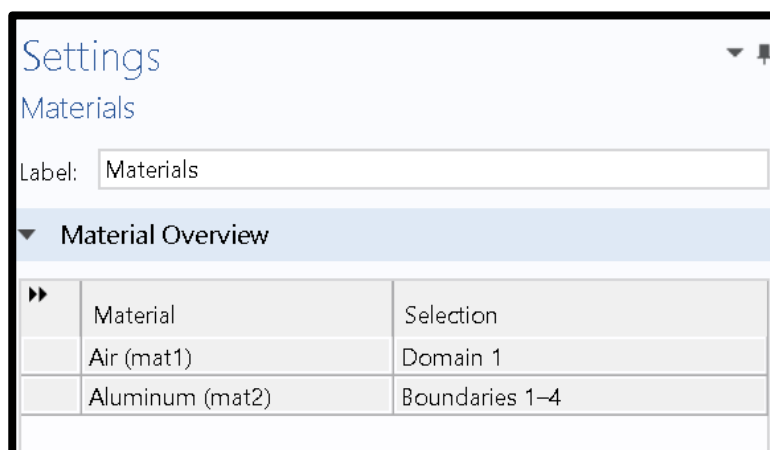 Settings
Materials
Label: Materials
Material Overview
Material Selection
Air (mat1) Domain 1
Aluminum (mat2) Boundaries 1–4